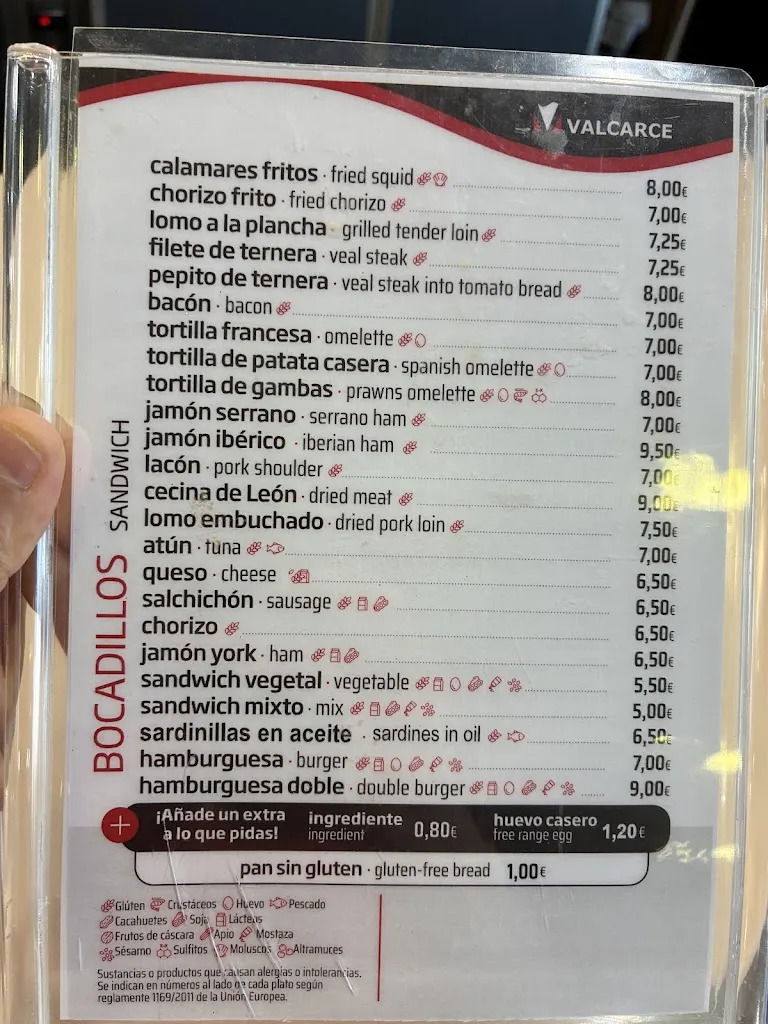 VALCARCE
BOCADILLOS SANDWICH
calamares fritos · fried squid 8,00€
chorizo frito · fried chorizo 7,00€
lomo a la plancha · grilled tender loin 7,25€
filete de ternera · veal steak 7,25€
pepito de ternera · veal steak into tomato bread 8,00€
bacón · bacon 7,00€
tortilla francesa · omelette 7,00€
tortilla de patata casera · spanish omelette 7,00€
tortilla de gambas · prawns omelette 8,00€
jamón serrano · serrano ham 7,00€
jamón ibérico · iberian ham 9,50€
lacón · pork shoulder 7,00€
cecina de León · dried meat 9,00€
lomo embuchado · dried pork loin 7,50€
atún · tuna 7,00€
queso · cheese 6,50€
salchichón · sausage 6,50€
chorizo 6,50€
jamón york · ham 6,50€
sandwich vegetal · vegetable 5,50€
sandwich mixto · mix 5,00€
sardinillas en aceite · sardines in oil 6,50€
hamburguesa · burger 7,00€
hamburguesa doble · double burger 9,00€
+ ¡Añade un extra a lo que pidas! ingrediente ingredient 0,80€ huevo casero free range egg 1,20€
pan sin gluten · gluten-free bread 1,00€
Glúten Crustáceos Huevo Pescado
Cacahuetes Soja Lácteos
Frutos de cáscara Apio Mostaza
Sésamo Sulfitos Moluscos Altramuces
Sustancias o productos que causan alergias o intolerancias.
Se indican en números al lado de cada plato según
reglamente 1169/2011 de la Unión Europea.